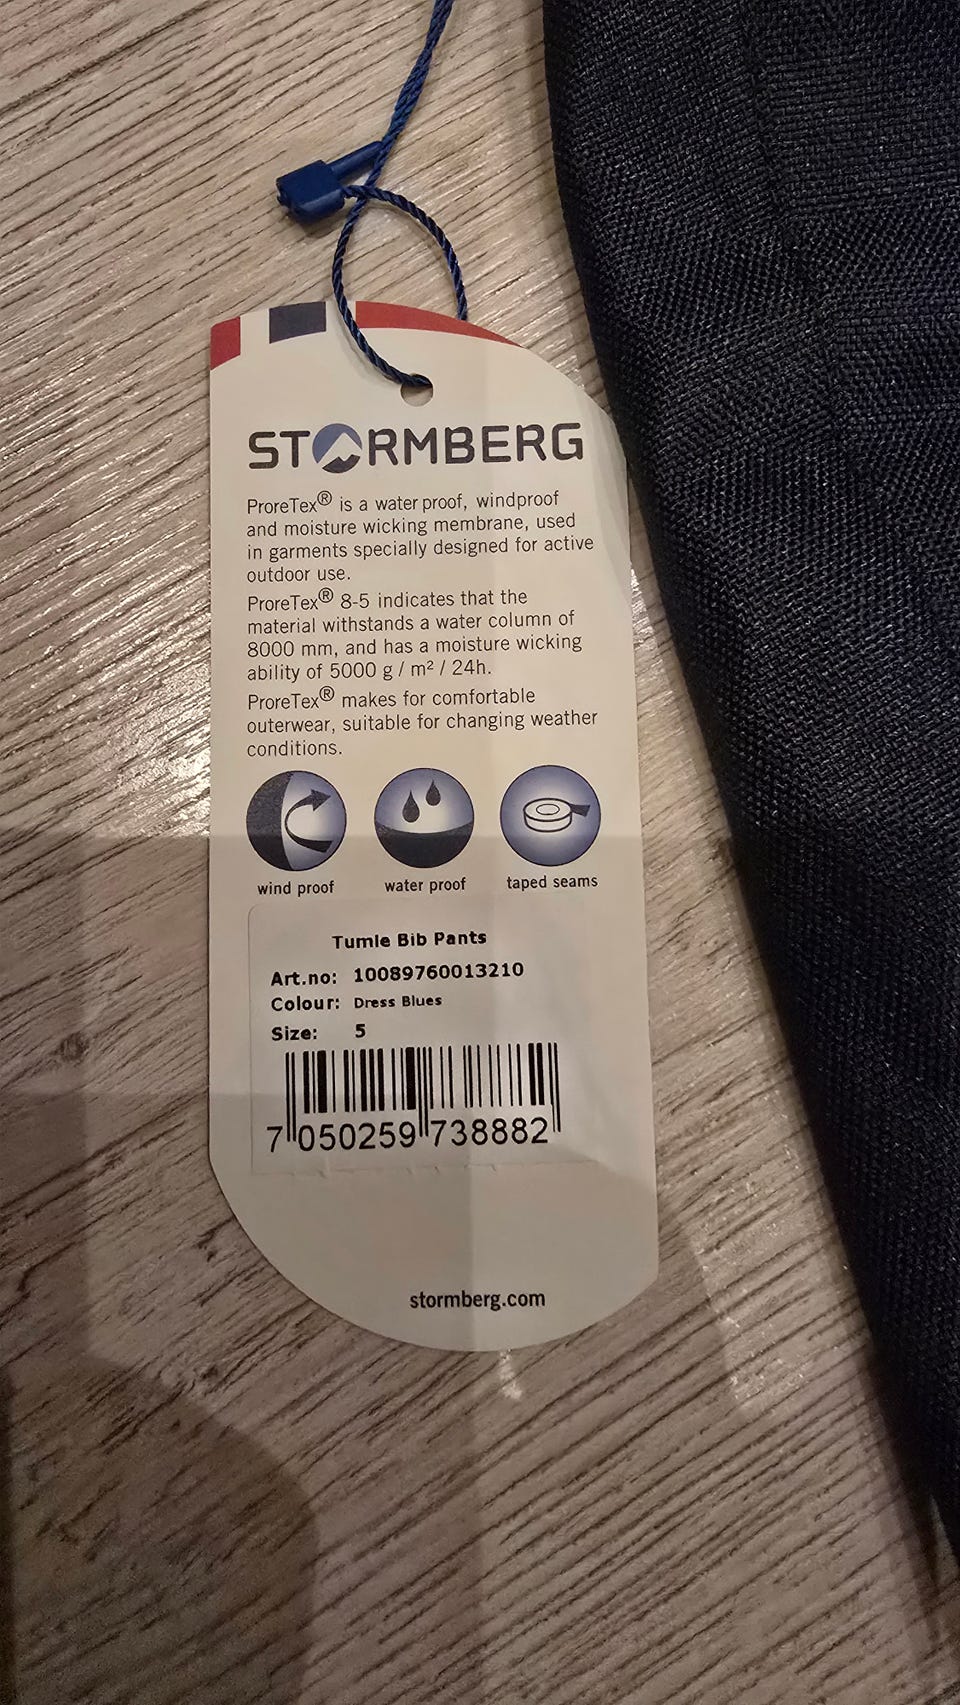 STORMBERG
ProreTex® is a water proof, windproof
and moisture wicking membrane, used
in garments specially designed for active
outdoor use.
ProreTex® 8-5 indicates that the
material withstands a water column of
8000 mm, and has a moisture wicking
ability of 5000 g / m² / 24h.
ProreTex® makes for comfortable
outerwear, suitable for changing weather
conditions.
wind proof water proof taped seams
Tumle Bib Pants
Art.no: 10089760013210
Colour: Dress Blues
Size: 5
7 050259 738882
stormberg.com